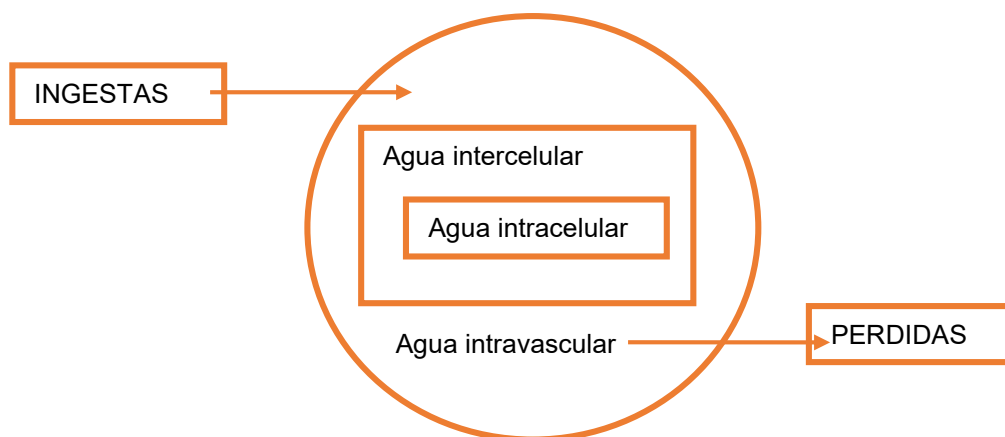 INGESTAS
Agua intercelular
Agua intracelular
Agua intravascular
PERDIDAS